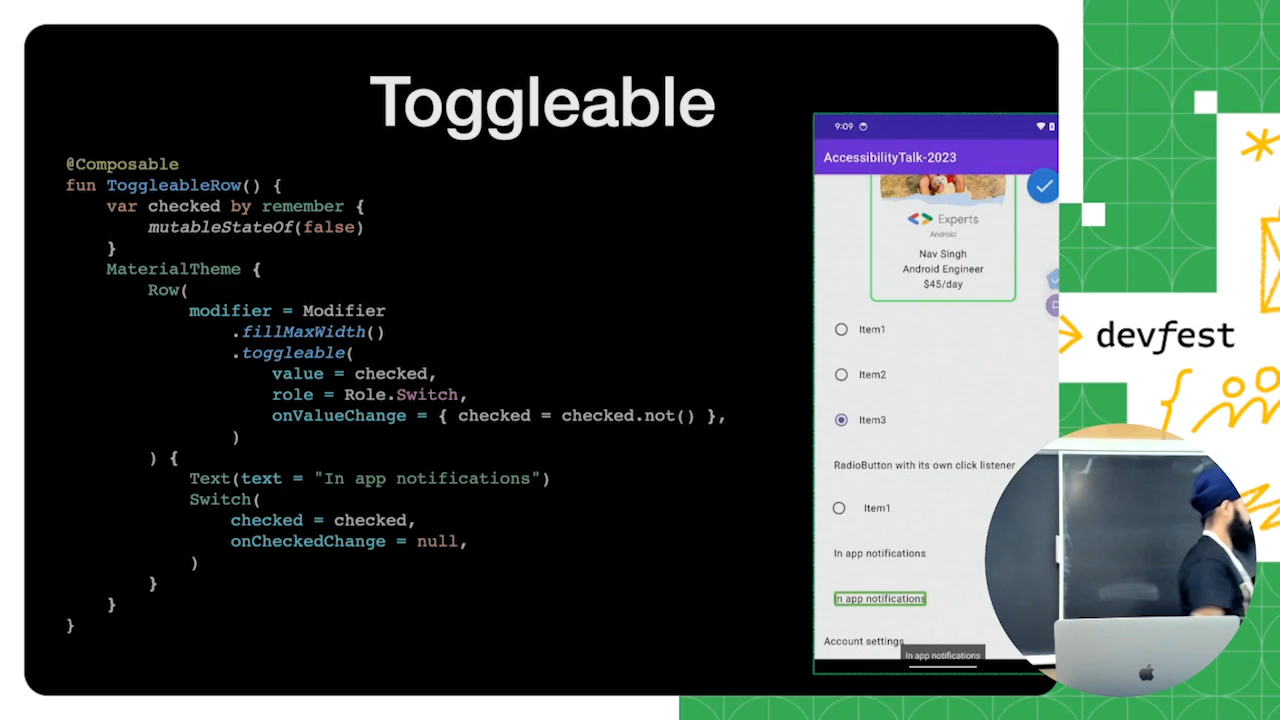 Toggleable
@Composable
fun ToggleableRow() {
var checked by remember {
mutableStateOf(false)
}
MaterialTheme {
Row(
modifier = Modifier
.fillMaxWidth()
.toggleable(
value = checked,
role = Role.Switch,
onValueChange = { checked = checked.not() },
)
) {
Text(text = "In app notifications")
Switch(
checked = checked,
onCheckedChange = null,
)
}
}
}
9:09
AccessibilityTalk-2023
Experts
Android
Nav Singh
Android Engineer
$45/day
Item1
Item2
Item3
RadioButton with its own click listener
Item1
In app notifications
In app notifications
Account settings
In app notifications
devfest